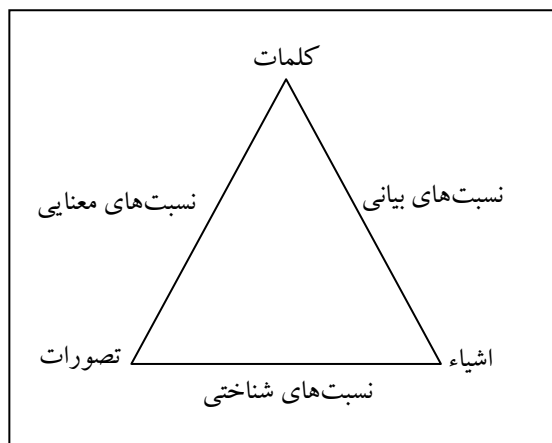 کلمات
نسبت‌های بیانی
نسبت‌های معنایی
اشیاء
تصورات
نسبت‌های شناختی